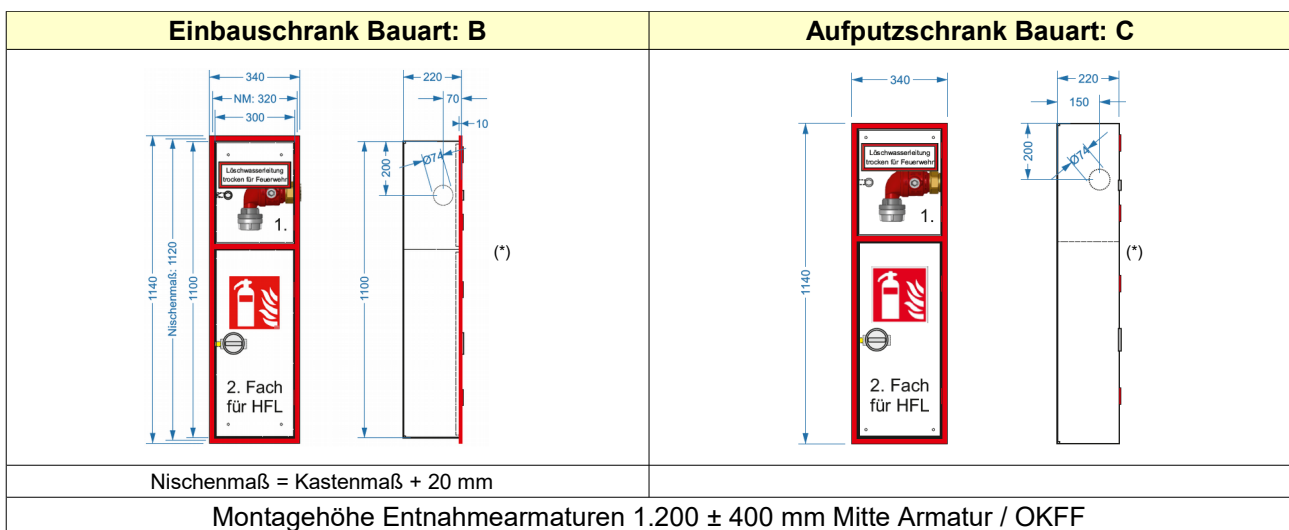 Einbauschrank Bauart: B
Aufputzschrank Bauart: C
340
NM: 320
300
220
70
10
1140
Nischenmaß: 1120
1100
Löschwasserleitung
trocken für Feuerwehr
1.
2. Fach
für HFL
200
Ø74
1100
(*)
340
220
150
1140
Löschwasserleitung
trocken für Feuerwehr
1.
2. Fach
für HFL
200
Ø74
(*)
Nischenmaß = Kastenmaß + 20 mm
Montagehöhe Entnahmearmaturen 1.200 ± 400 mm Mitte Armatur / OKFF